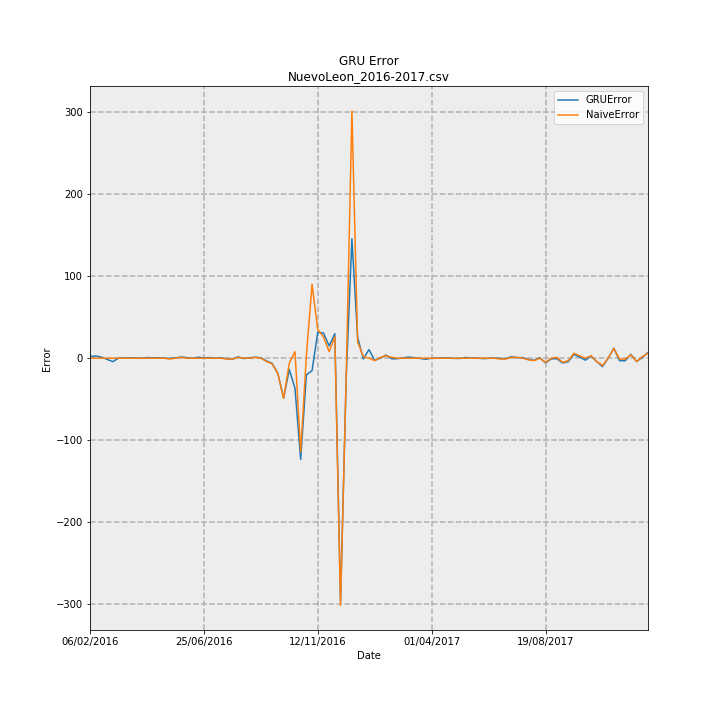 GRU Error
NuevoLeon_2016-2017.csv
GRUError
NaiveError
300
200
100
0
−100
−200
−300
Error
06/02/2016
25/06/2016
12/11/2016
01/04/2017
19/08/2017
Date